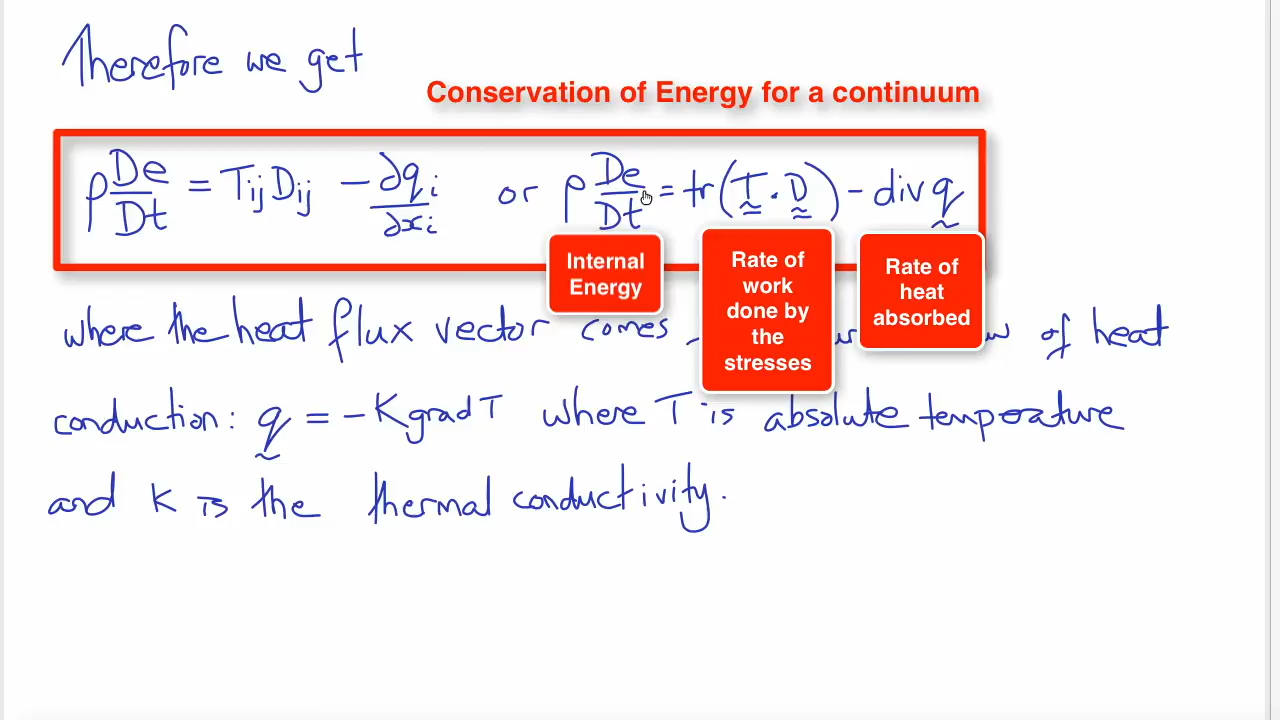 Therefore we get
Conservation of Energy for a continuum
ρ De/Dt = Tij Dij − ∂qi/∂xi or ρ De/Dt = tr(T · D) − div q
Internal
Energy
Rate of
work
done by
the
stresses
Rate of
heat
absorbed
where the heat flux vector comes of heat
conduction: q = −K grad T where T is absolute temperature
and K is the thermal conductivity.